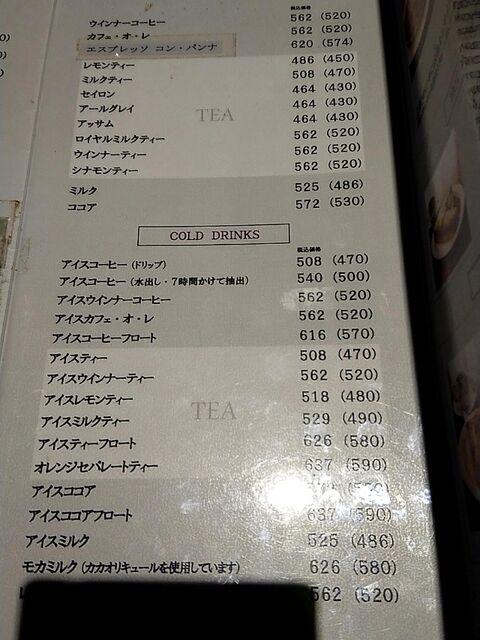 税込価格
ウインナーコーヒー 562 (520)
カフェ・オ・レ 562 (520)
エスプレッソ コン・パンナ 620 (574)
レモンティー 486 (450)
ミルクティー 508 (470)
セイロン 464 (430)
アールグレイ 464 (430)
アッサム 464 (430)
TEA
ロイヤルミルクティー 562 (520)
ウインナーティー 562 (520)
シナモンティー 562 (520)
ミルク 525 (486)
ココア 572 (530)
COLD DRINKS
税込価格
アイスコーヒー (ドリップ) 508 (470)
アイスコーヒー (水出し・7時間かけて抽出) 540 (500)
アイスウインナーコーヒー 562 (520)
アイスカフェ・オ・レ 562 (520)
アイスコーヒーフロート 616 (570)
アイスティー 508 (470)
アイスウインナーティー 562 (520)
アイスレモンティー 518 (480)
TEA
アイスミルクティー 529 (490)
アイスティーフロート 626 (580)
オレンジセパレートティー 637 (590)
アイスココア
アイスココアフロート 637 (590)
アイスミルク 525 (486)
モカミルク (カカオリキュールを使用しています) 626 (580)
562 (520)